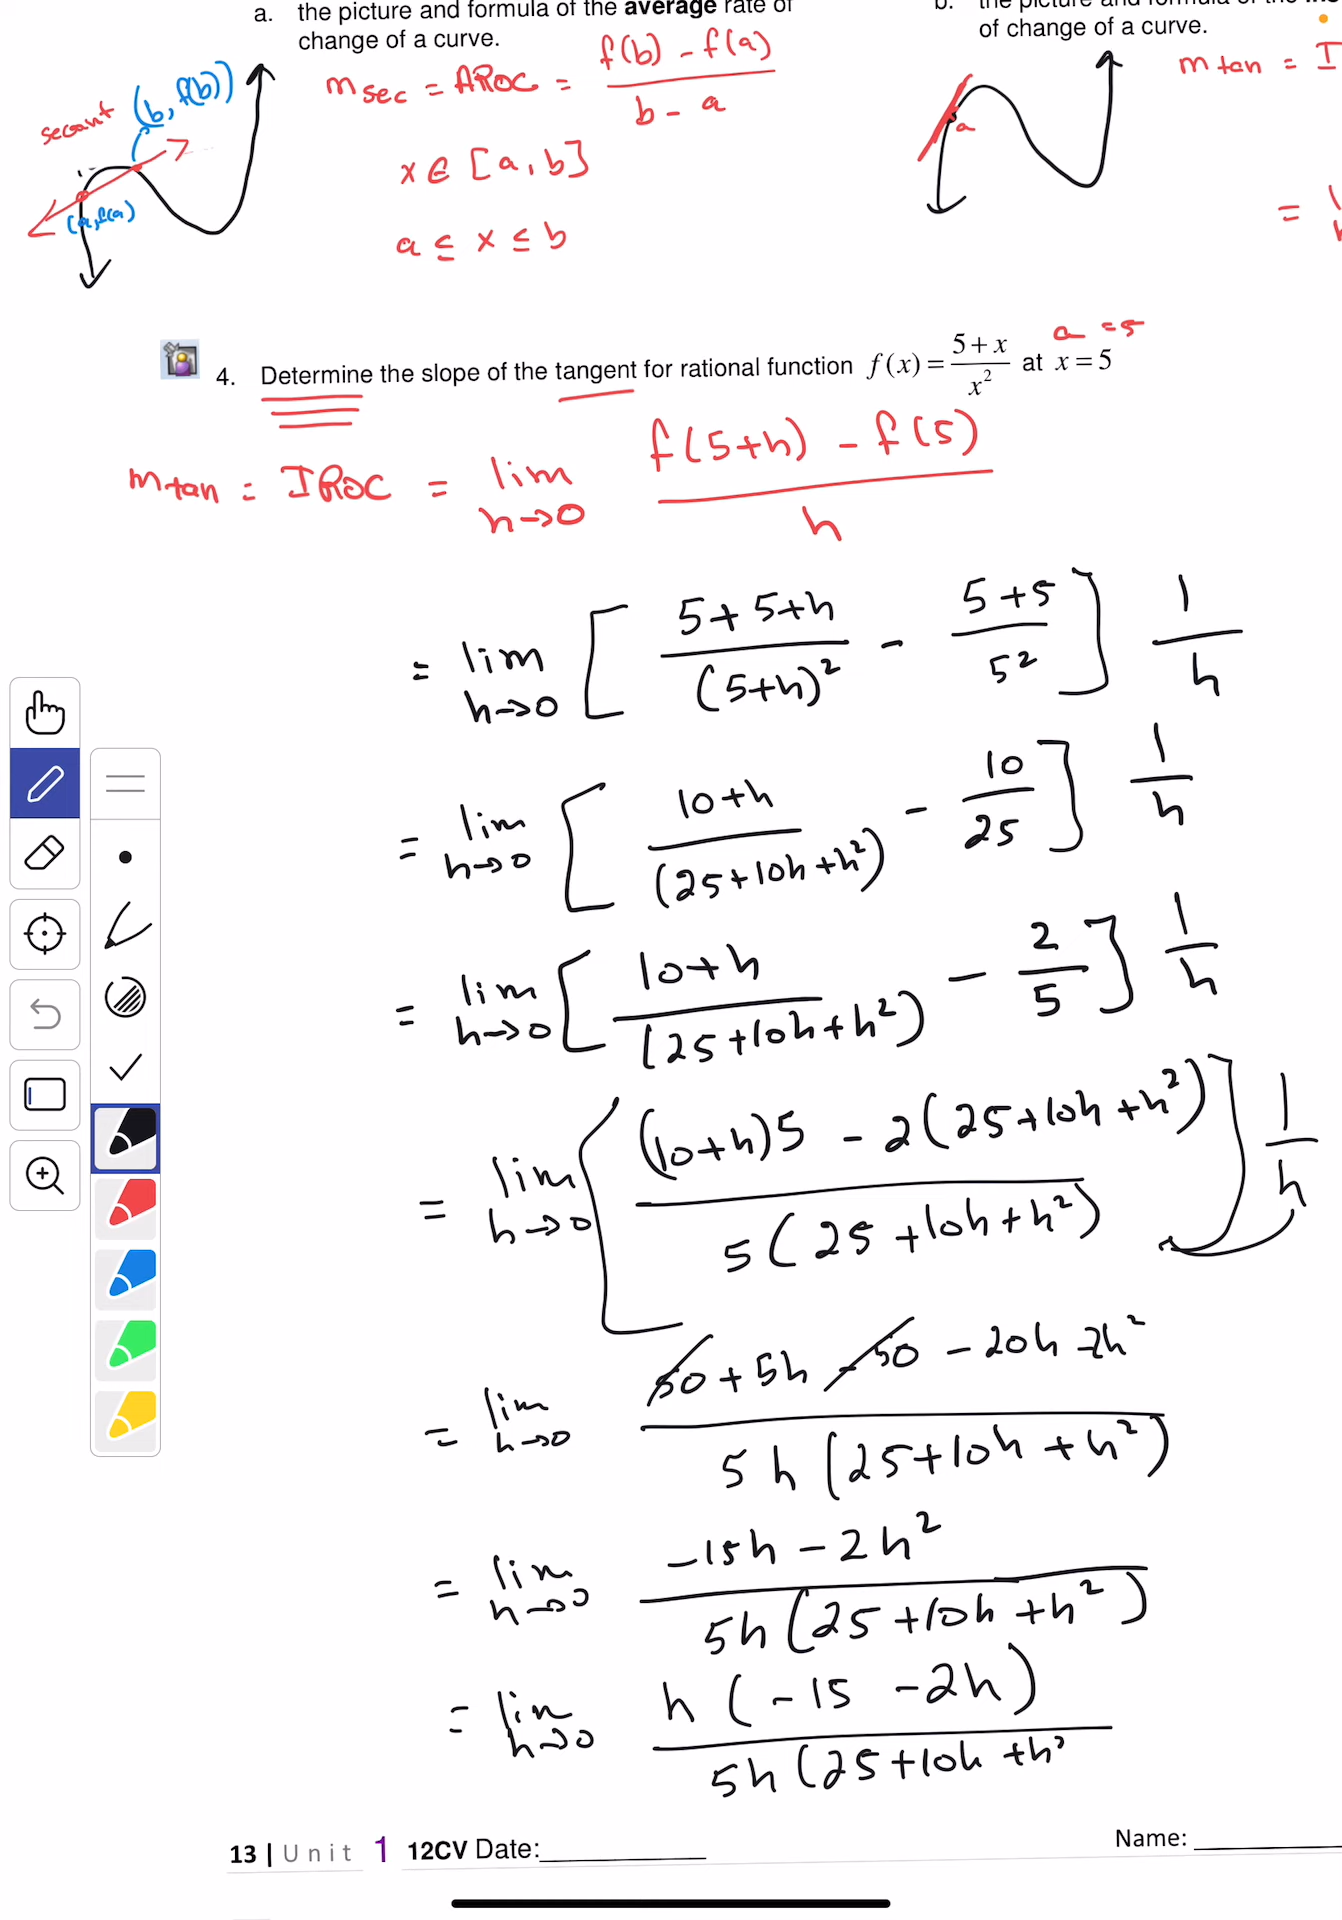 a. the picture and formula of the average rate of
change of a curve.
m sec = AROC = f(b) - f(a) / b - a
secant (b, f(b))
x ∈ [a, b]
(a, f(a)
a ≤ x ≤ b
of change of a curve.
m tan = I
a
=
a = 5
4. Determine the slope of the tangent for rational function f(x) = 5+x / x² at x = 5
m tan = IROC = lim h→0 f(5+h) - f(5) / h
= lim h→0 [ 5+5+h / (5+h)² - 5+5 / 5² ] 1/h
= lim h→0 [ 10+h / (25+10h+h²) - 10/25 ] 1/h
= lim h→0 [ 10+h / (25+10h+h²) - 2/5 ] 1/h
= lim h→0 [ (10+h)5 - 2(25+10h+h²) / 5(25+10h+h²) ] 1/h
= lim h→0 50+5h-50-20h-2h² / 5h(25+10h+h²)
= lim h→0 -15h-2h² / 5h(25+10h+h²)
= lim h→0 h(-15-2h) / 5h(25+10h+h²
13 | Unit 1 12CV Date:
Name: